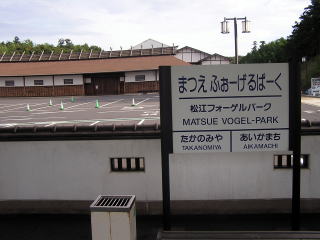 まつえ ふぉーげるぱーく
松江フォーゲルパーク
MATSUE VOGEL-PARK
たかのみや あいかまち
TAKANOMIYA AIKAMACHI